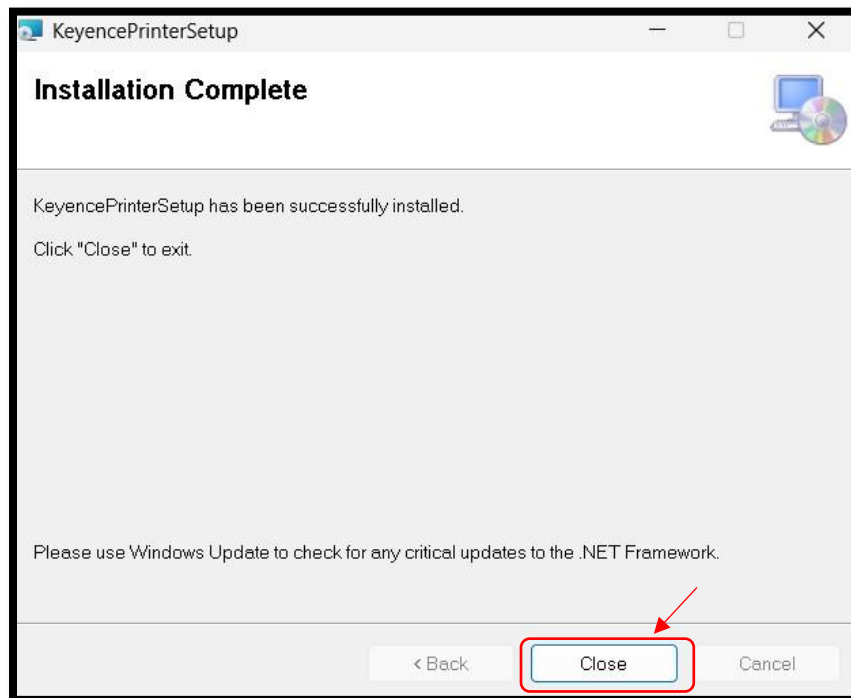 KeyencePrinterSetup
Installation Complete
KeyencePrinterSetup has been successfully installed.
Click "Close" to exit.
Please use Windows Update to check for any critical updates to the .NET Framework.
< Back
Close
Cancel